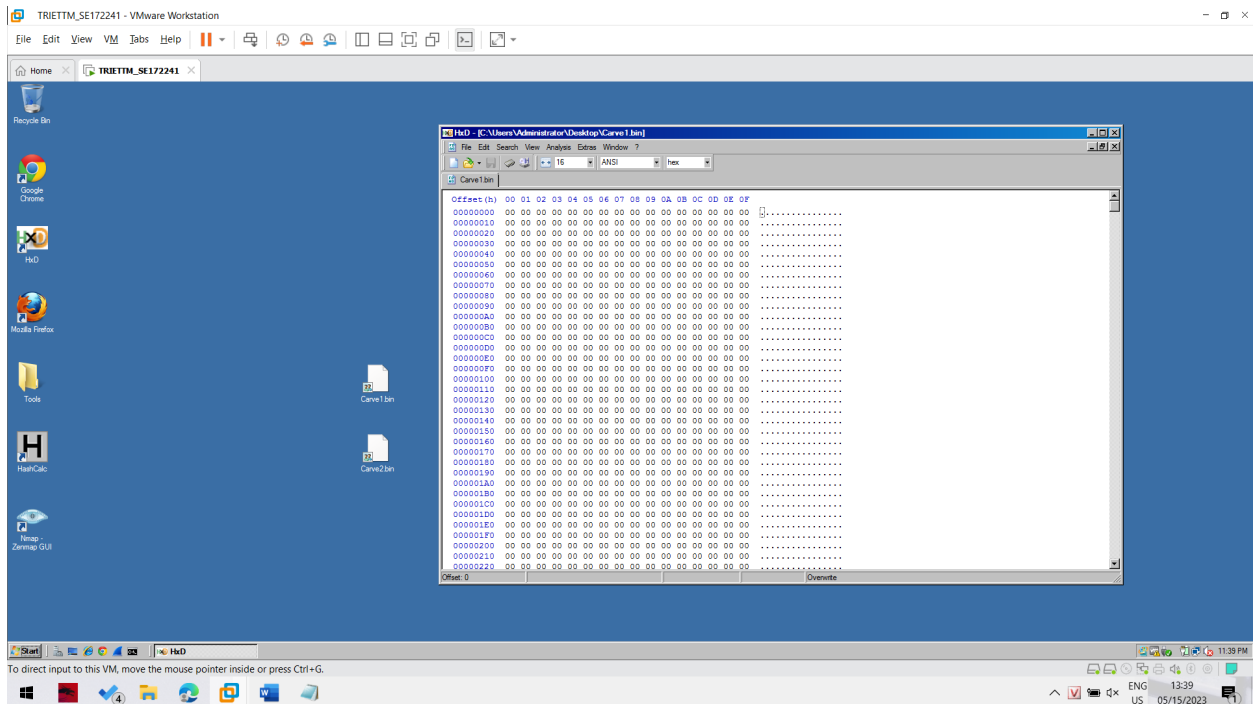 TRIETTM_SE172241 - VMware Workstation
File Edit View VM Tabs Help
Home TRIETTM_SE172241
Recycle Bin
Google Chrome
HxD
Mozilla Firefox
Tools
HashCalc
Nmap - Zenmap GUI
Carve1.bin
Carve2.bin
HxD - [C:\Users\Administrator\Desktop\Carve1.bin]
File Edit Search View Analysis Extras Window ?
16 ANSI hex
Carve1.bin
Offset(h) 00 01 02 03 04 05 06 07 08 09 0A 0B 0C 0D 0E 0F
00000000 00 00 00 00 00 00 00 00 00 00 00 00 00 00 00 00 ................
00000010 00 00 00 00 00 00 00 00 00 00 00 00 00 00 00 00 ................
00000020 00 00 00 00 00 00 00 00 00 00 00 00 00 00 00 00 ................
00000030 00 00 00 00 00 00 00 00 00 00 00 00 00 00 00 00 ................
00000040 00 00 00 00 00 00 00 00 00 00 00 00 00 00 00 00 ................
00000050 00 00 00 00 00 00 00 00 00 00 00 00 00 00 00 00 ................
00000060 00 00 00 00 00 00 00 00 00 00 00 00 00 00 00 00 ................
00000070 00 00 00 00 00 00 00 00 00 00 00 00 00 00 00 00 ................
00000080 00 00 00 00 00 00 00 00 00 00 00 00 00 00 00 00 ................
00000090 00 00 00 00 00 00 00 00 00 00 00 00 00 00 00 00 ................
000000A0 00 00 00 00 00 00 00 00 00 00 00 00 00 00 00 00 ................
000000B0 00 00 00 00 00 00 00 00 00 00 00 00 00 00 00 00 ................
000000C0 00 00 00 00 00 00 00 00 00 00 00 00 00 00 00 00 ................
000000D0 00 00 00 00 00 00 00 00 00 00 00 00 00 00 00 00 ................
000000E0 00 00 00 00 00 00 00 00 00 00 00 00 00 00 00 00 ................
000000F0 00 00 00 00 00 00 00 00 00 00 00 00 00 00 00 00 ................
00000100 00 00 00 00 00 00 00 00 00 00 00 00 00 00 00 00 ................
00000110 00 00 00 00 00 00 00 00 00 00 00 00 00 00 00 00 ................
00000120 00 00 00 00 00 00 00 00 00 00 00 00 00 00 00 00 ................
00000130 00 00 00 00 00 00 00 00 00 00 00 00 00 00 00 00 ................
00000140 00 00 00 00 00 00 00 00 00 00 00 00 00 00 00 00 ................
00000150 00 00 00 00 00 00 00 00 00 00 00 00 00 00 00 00 ................
00000160 00 00 00 00 00 00 00 00 00 00 00 00 00 00 00 00 ................
00000170 00 00 00 00 00 00 00 00 00 00 00 00 00 00 00 00 ................
00000180 00 00 00 00 00 00 00 00 00 00 00 00 00 00 00 00 ................
00000190 00 00 00 00 00 00 00 00 00 00 00 00 00 00 00 00 ................
000001A0 00 00 00 00 00 00 00 00 00 00 00 00 00 00 00 00 ................
000001B0 00 00 00 00 00 00 00 00 00 00 00 00 00 00 00 00 ................
000001C0 00 00 00 00 00 00 00 00 00 00 00 00 00 00 00 00 ................
000001D0 00 00 00 00 00 00 00 00 00 00 00 00 00 00 00 00 ................
000001E0 00 00 00 00 00 00 00 00 00 00 00 00 00 00 00 00 ................
000001F0 00 00 00 00 00 00 00 00 00 00 00 00 00 00 00 00 ................
00000200 00 00 00 00 00 00 00 00 00 00 00 00 00 00 00 00 ................
00000210 00 00 00 00 00 00 00 00 00 00 00 00 00 00 00 00 ................
00000220 00 00 00 00 00 00 00 00 00 00 00 00 00 00 00 00 ................
Offset: 0 Overwrite
Start HxD 11:39 PM
To direct input to this VM, move the mouse pointer inside or press Ctrl+G.
ENG 13:39
US 05/15/2023